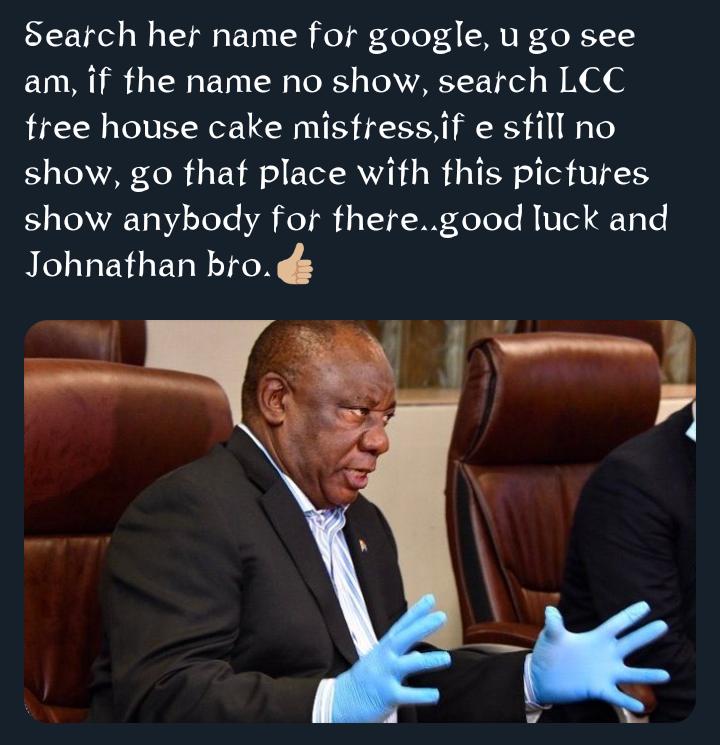 Search her name for google, u go see
am, if the name no show, search LCC
tree house cake mistress,if e still no
show, go that place with this pictures
show anybody for there..good luck and
Johnathan bro.👍🏼